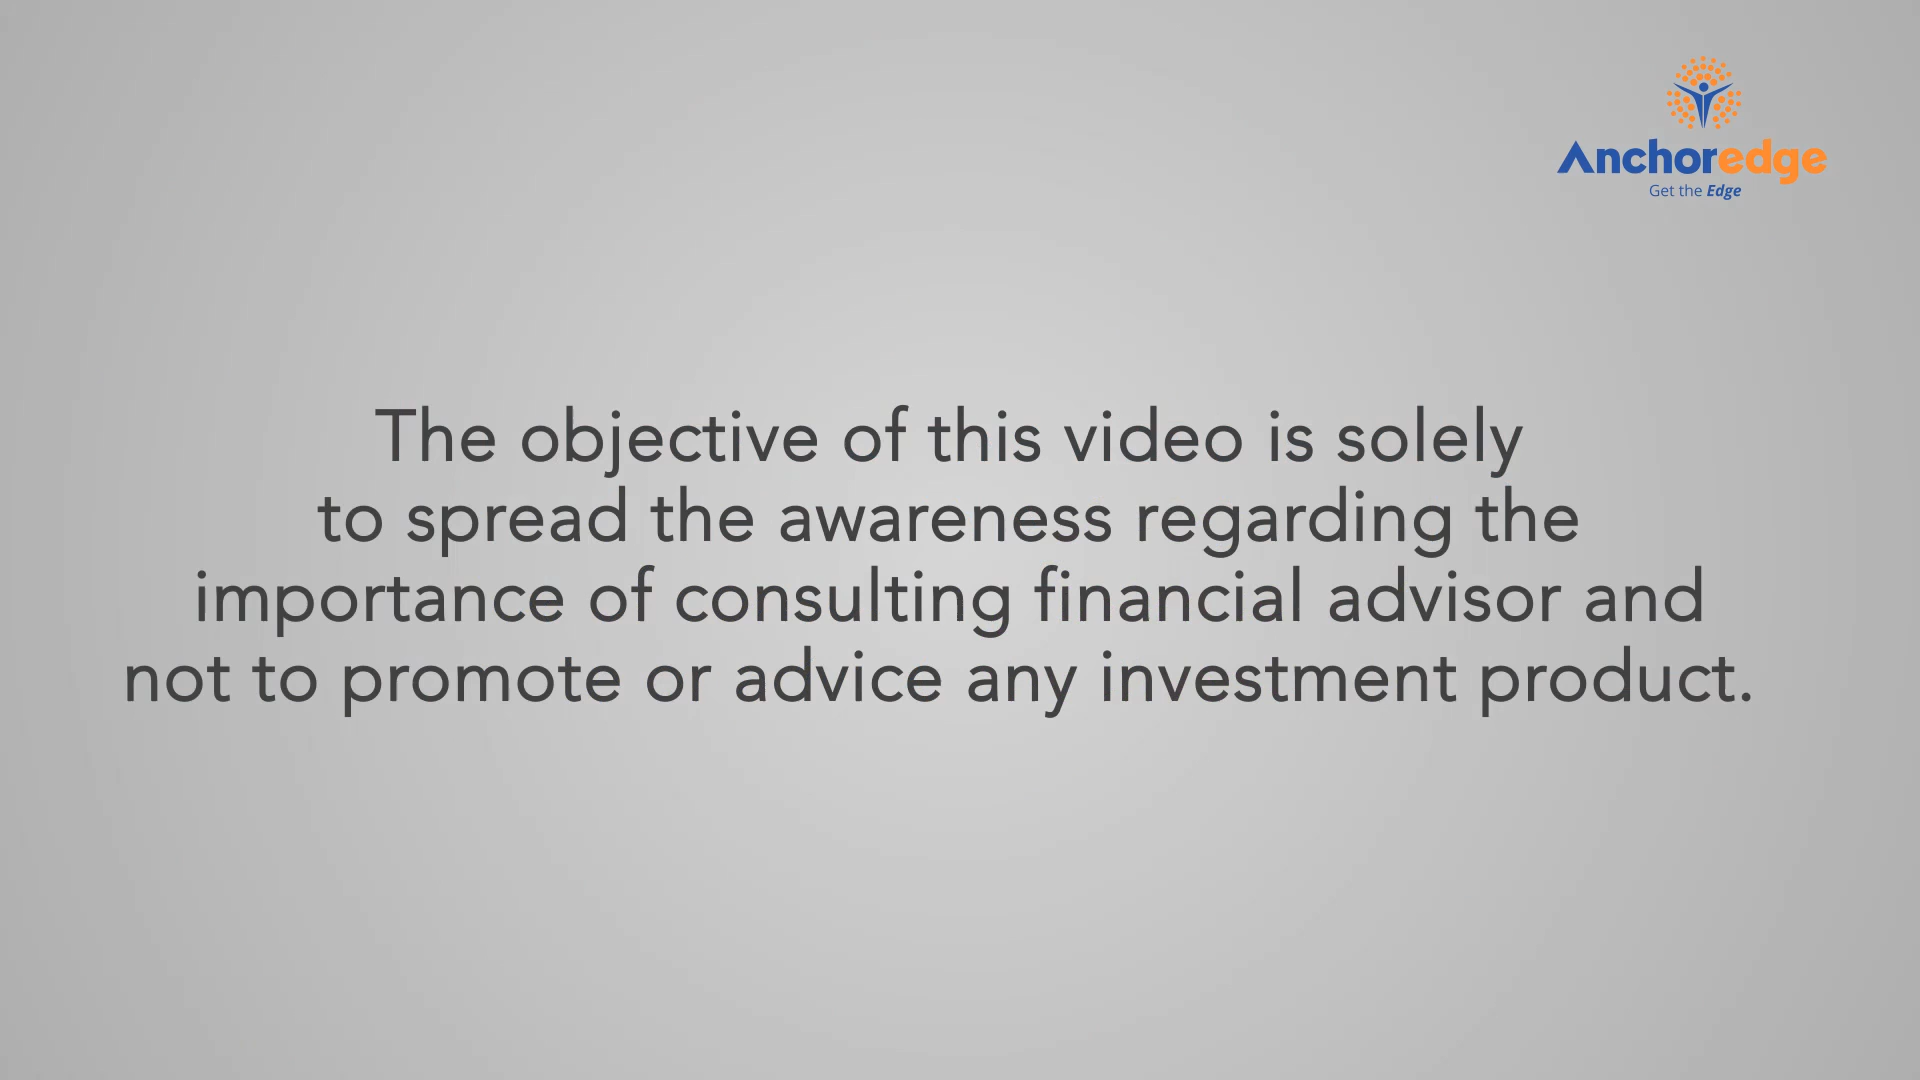 Anchoredge
Get the Edge
The objective of this video is solely
to spread the awareness regarding the
importance of consulting financial advisor and
not to promote or advice any investment product.